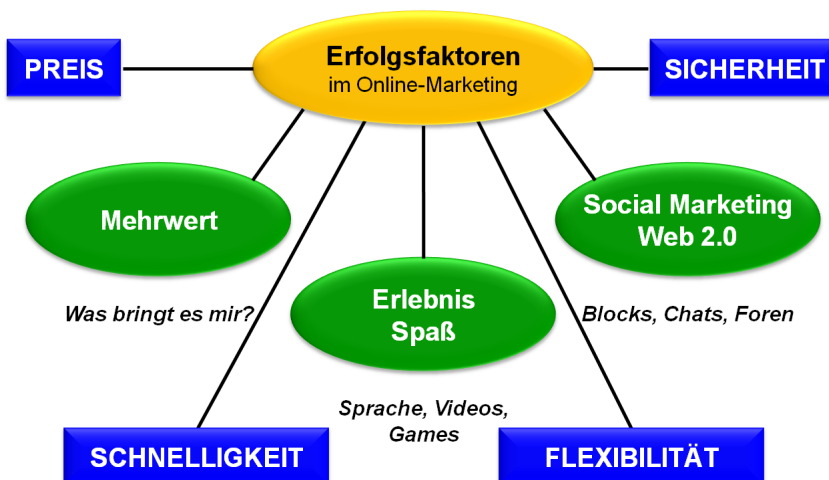 Erfolgsfaktoren
im Online-Marketing
PREIS
SICHERHEIT
Mehrwert
Social Marketing
Web 2.0
Was bringt es mir?
Erlebnis
Spaß
Blocks, Chats, Foren
Sprache, Videos,
Games
SCHNELLIGKEIT
FLEXIBILITÄT